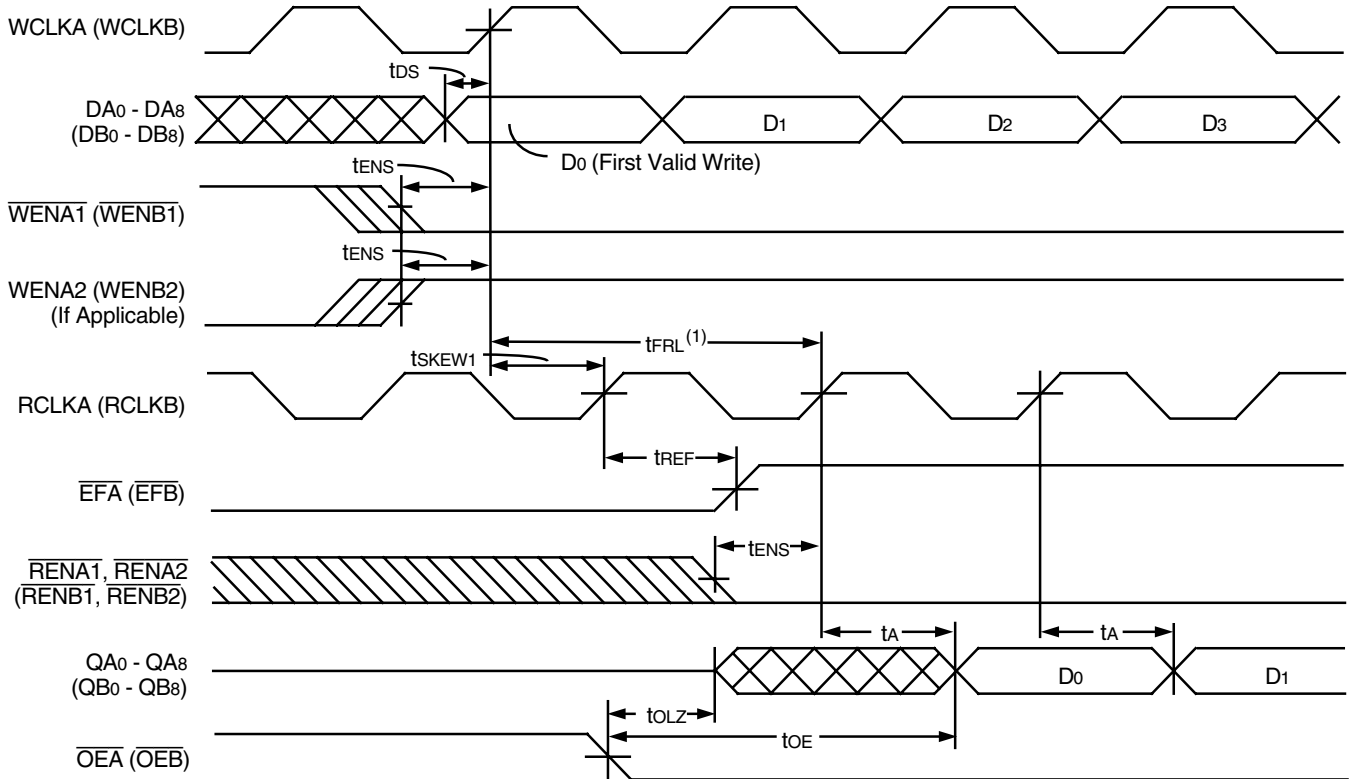 WCLKA (WCLKB)
tDS
DA0 - DA8
(DB0 - DB8)
D1
D2
D3
D0 (First Valid Write)
tENS
WENA1 (WENB1)
tENS
WENA2 (WENB2)
(If Applicable)
tFRL(1)
tSKEW1
RCLKA (RCLKB)
tREF
EFA (EFB)
tENS
RENA1, RENA2
(RENB1, RENB2)
tA
tA
QA0 - QA8
(QB0 - QB8)
D0
D1
tOLZ
tOE
OEA (OEB)